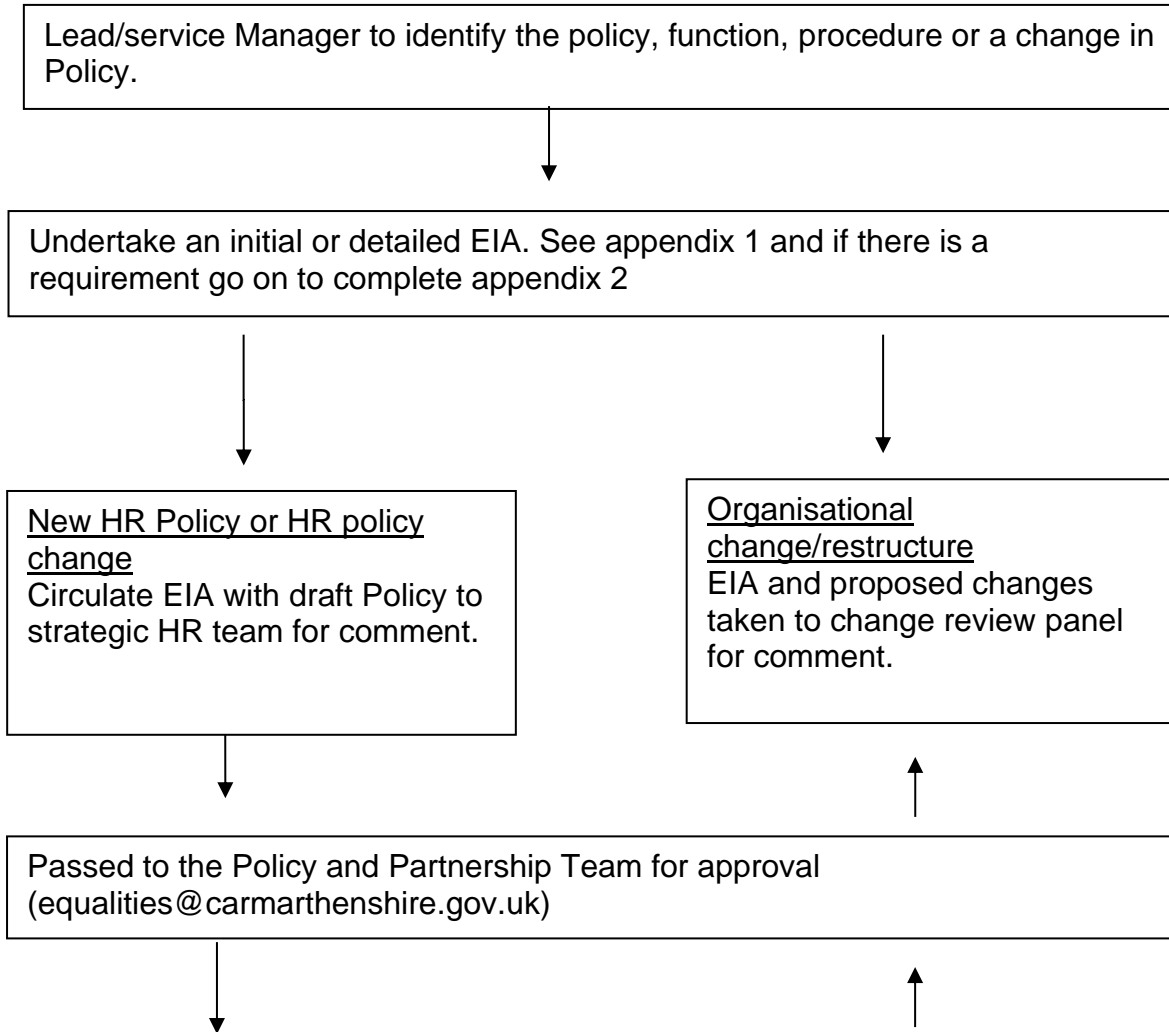 Lead/service Manager to identify the policy, function, procedure or a change in
Policy.
Undertake an initial or detailed EIA. See appendix 1 and if there is a
requirement go on to complete appendix 2
New HR Policy or HR policy
change
Circulate EIA with draft Policy to
strategic HR team for comment.
Organisational
change/restructure
EIA and proposed changes
taken to change review panel
for comment.
Passed to the Policy and Partnership Team for approval
(equalities@carmarthenshire.gov.uk)